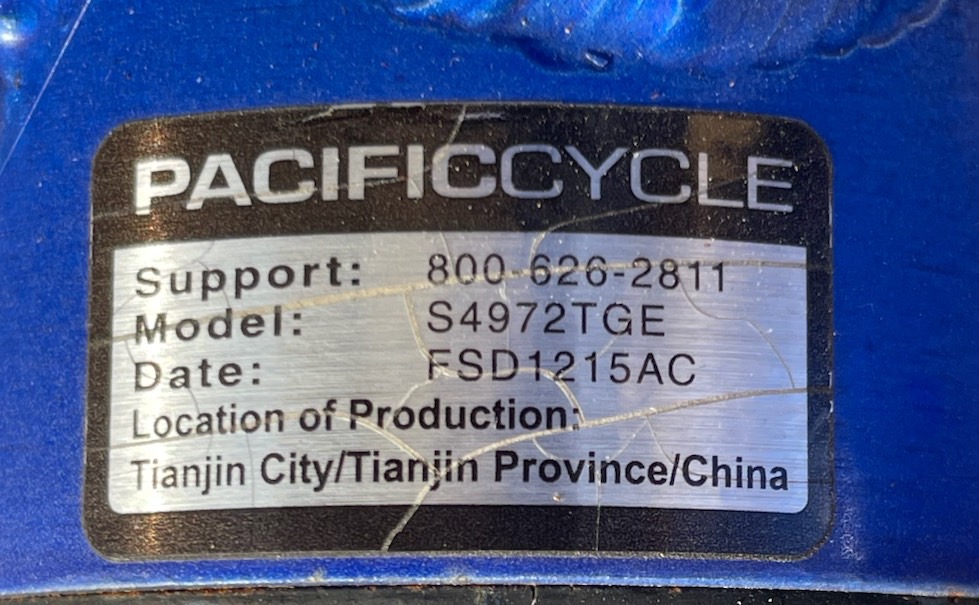 PACIFICCYCLE
Support: 800-626-2811
Model: S4972TGE
Date: FSD1215AC
Location of Production:
Tianjin City/Tianjin Province/China